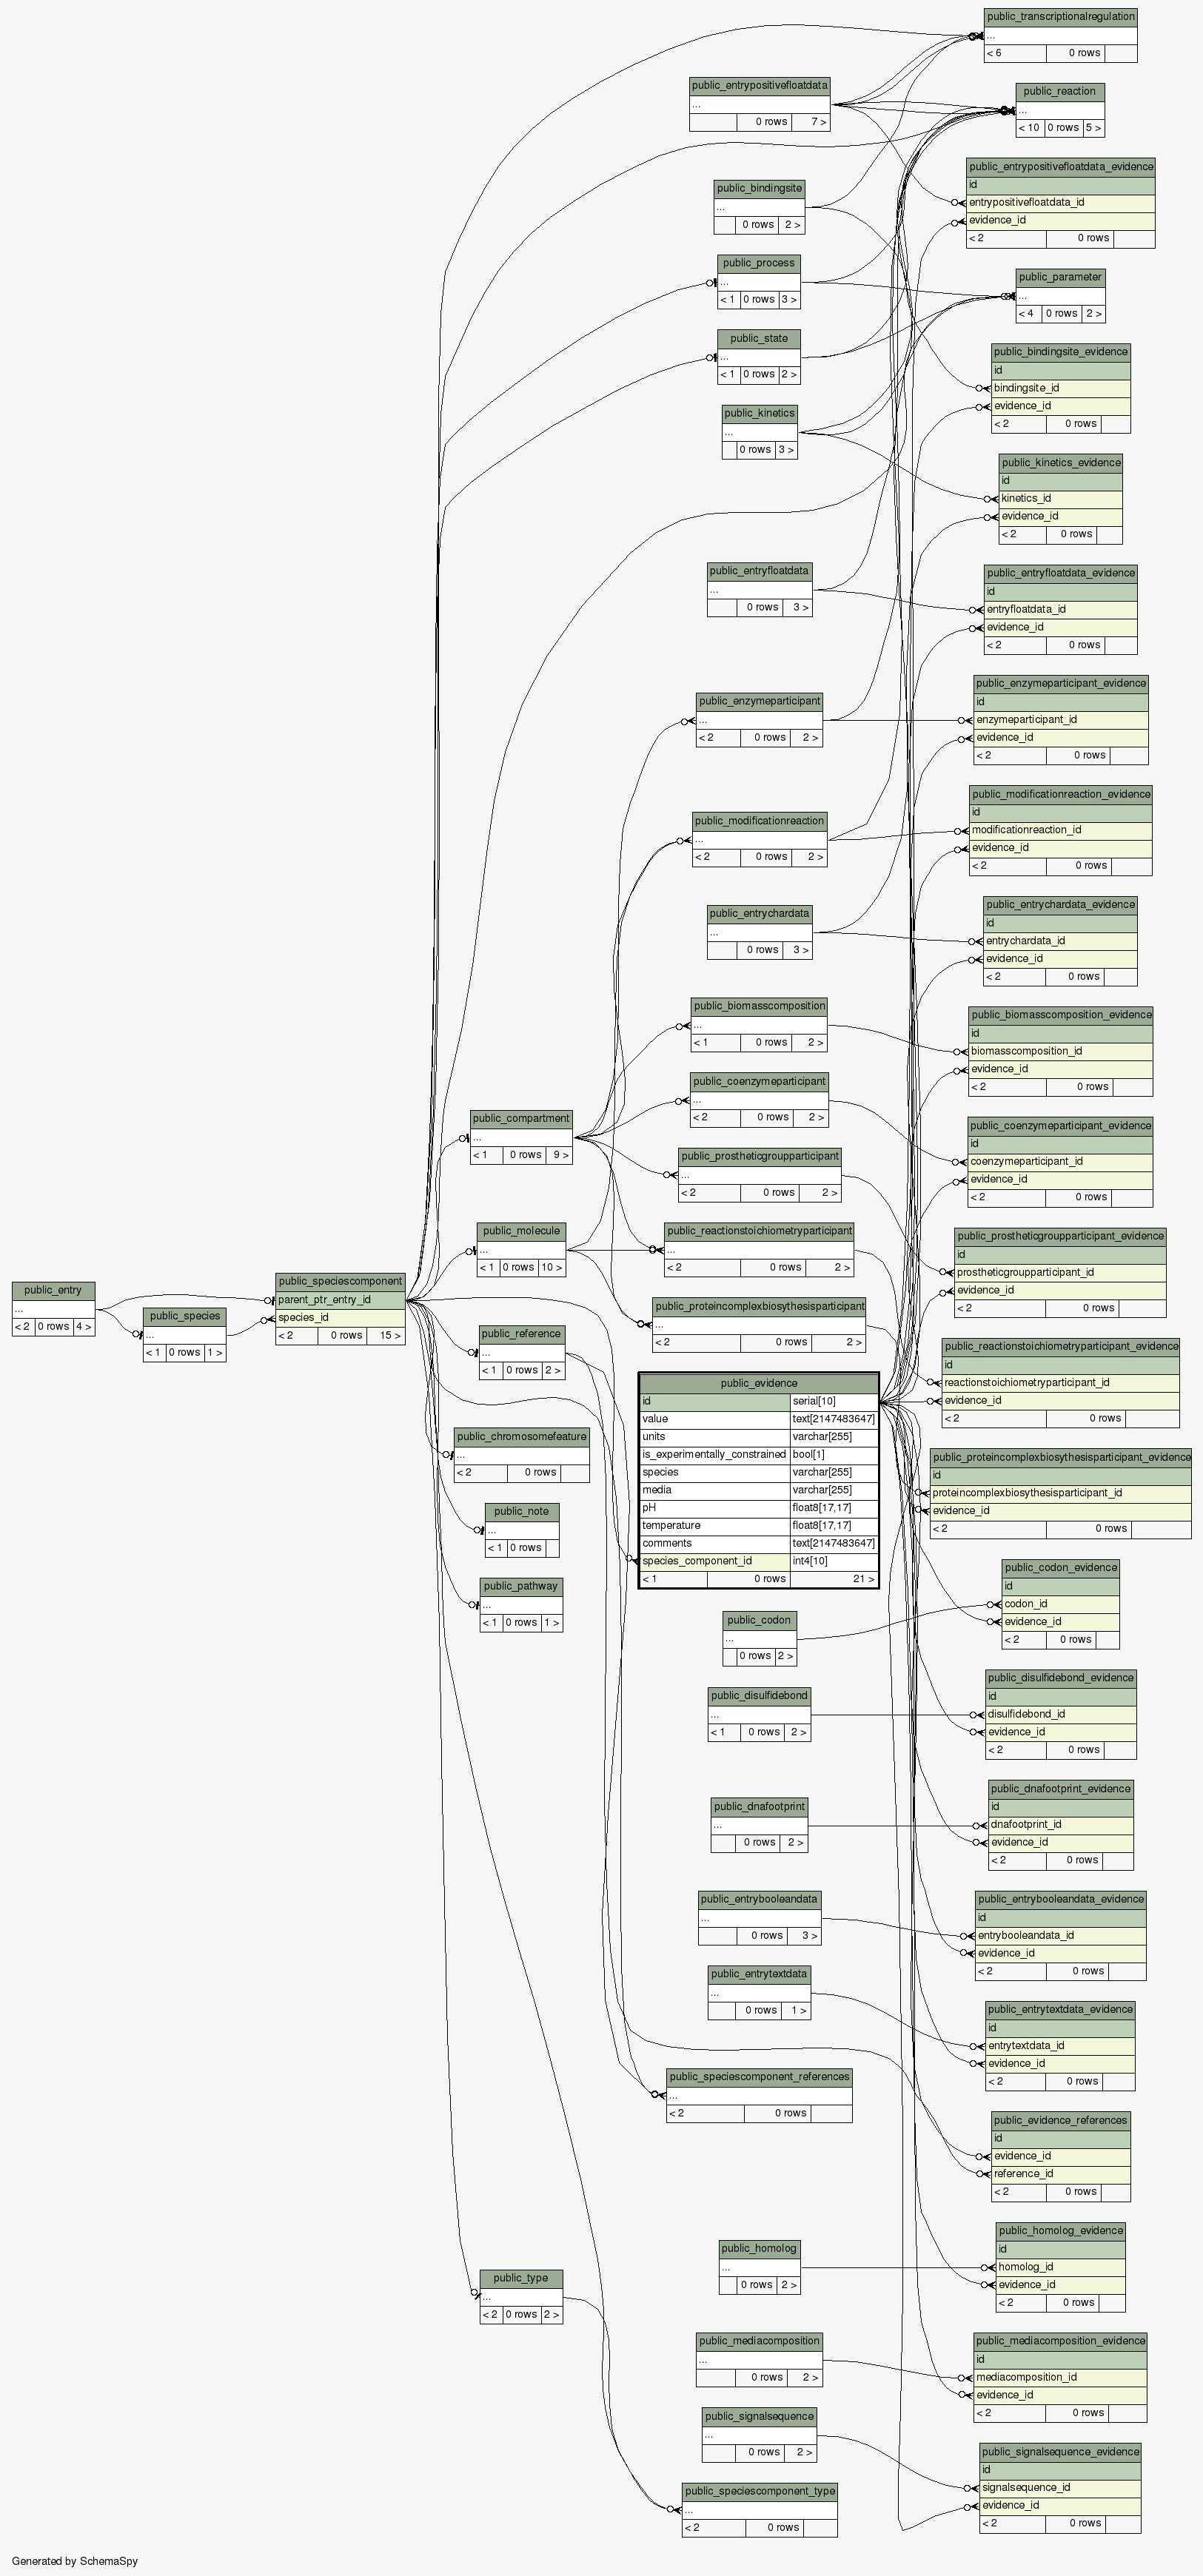 public_transcriptionalregulation
...
< 6 0 rows
public_entrypositivefloatdata
...
0 rows 7 >
public_reaction
...
< 10 0 rows 5 >
public_entrypositivefloatdata_evidence
id
entrypositivefloatdata_id
evidence_id
< 2 0 rows
public_bindingsite
...
0 rows 2 >
public_process
...
< 1 0 rows 3 >
public_parameter
...
< 4 0 rows 2 >
public_state
...
< 1 0 rows 2 >
public_bindingsite_evidence
id
bindingsite_id
evidence_id
< 2 0 rows
public_kinetics
...
0 rows 3 >
public_kinetics_evidence
id
kinetics_id
evidence_id
< 2 0 rows
public_entryfloatdata
...
0 rows 3 >
public_entryfloatdata_evidence
id
entryfloatdata_id
evidence_id
< 2 0 rows
public_enzymeparticipant
...
< 2 0 rows 2 >
public_enzymeparticipant_evidence
id
enzymeparticipant_id
evidence_id
< 2 0 rows
public_modificationreaction
...
< 2 0 rows 2 >
public_modificationreaction_evidence
id
modificationreaction_id
evidence_id
< 2 0 rows
public_entrychardata
...
0 rows 3 >
public_entrychardata_evidence
id
entrychardata_id
evidence_id
< 2 0 rows
public_biomasscomposition
...
< 1 0 rows 2 >
public_biomasscomposition_evidence
id
biomasscomposition_id
evidence_id
< 2 0 rows
public_coenzymeparticipant
...
< 2 0 rows 2 >
public_compartment
...
< 1 0 rows 9 >
public_coenzymeparticipant_evidence
id
coenzymeparticipant_id
evidence_id
< 2 0 rows
public_prostheticgroupparticipant
...
< 2 0 rows 2 >
public_molecule
...
< 1 0 rows 10 >
public_reactionstoichiometryparticipant
...
< 2 0 rows 2 >
public_prostheticgroupparticipant_evidence
id
prostheticgroupparticipant_id
evidence_id
< 2 0 rows
public_entry
...
< 2 0 rows 4 >
public_species
...
< 1 0 rows 1 >
public_speciescomponent
parent_ptr_entry_id
species_id
< 2 0 rows 15 >
public_proteincomplexbiosythesisparticipant
...
< 2 0 rows 2 >
public_reference
...
< 1 0 rows 2 >
public_reactionstoichiometryparticipant_evidence
id
reactionstoichiometryparticipant_id
evidence_id
< 2 0 rows
public_evidence
id serial[10]
value text[2147483647]
units varchar[255]
is_experimentally_constrained bool[1]
species varchar[255]
media varchar[255]
pH float8[17,17]
temperature float8[17,17]
comments text[2147483647]
species_component_id int4[10]
< 1 0 rows 21 >
public_chromosomefeature
...
< 2 0 rows
public_proteincomplexbiosythesisparticipant_evidence
id
proteincomplexbiosythesisparticipant_id
evidence_id
< 2 0 rows
public_note
...
< 1 0 rows
public_pathway
...
< 1 0 rows 1 >
public_codon_evidence
id
codon_id
evidence_id
< 2 0 rows
public_codon
...
0 rows 2 >
public_disulfidebond_evidence
id
disulfidebond_id
evidence_id
< 2 0 rows
public_disulfidebond
...
< 1 0 rows 2 >
public_dnafootprint_evidence
id
dnafootprint_id
evidence_id
< 2 0 rows
public_dnafootprint
...
0 rows 2 >
public_entrybooleandata
...
0 rows 3 >
public_entrybooleandata_evidence
id
entrybooleandata_id
evidence_id
< 2 0 rows
public_entrytextdata
...
0 rows 1 >
public_entrytextdata_evidence
id
entrytextdata_id
evidence_id
< 2 0 rows
public_speciescomponent_references
...
< 2 0 rows
public_evidence_references
id
evidence_id
reference_id
< 2 0 rows
public_homolog
...
0 rows 2 >
public_homolog_evidence
id
homolog_id
evidence_id
< 2 0 rows
public_type
...
< 2 0 rows 2 >
public_mediacomposition
...
0 rows 2 >
public_mediacomposition_evidence
id
mediacomposition_id
evidence_id
< 2 0 rows
public_signalsequence
...
0 rows 2 >
public_signalsequence_evidence
id
signalsequence_id
evidence_id
< 2 0 rows
public_speciescomponent_type
...
< 2 0 rows
Generated by SchemaSpy